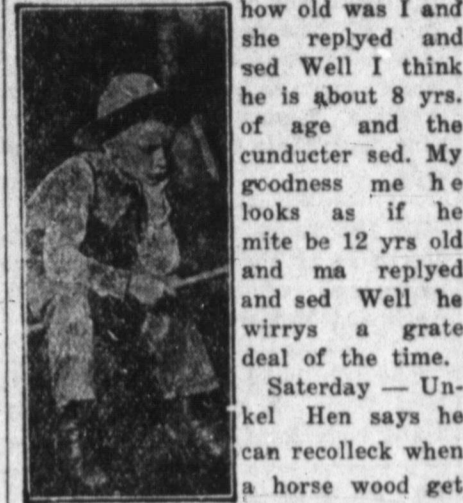 how old was I and
she replyed and
sed Well I think
he is about 8 yrs.
of age and the
cunducter sed. My
goodness me he
looks as if he
mite be 12 yrs old
and ma replyed
and sed Well he
wirrys a grate
deal of the time.
Saterday — Un-
kel Hen says he
can recolleck when
a horse wood get